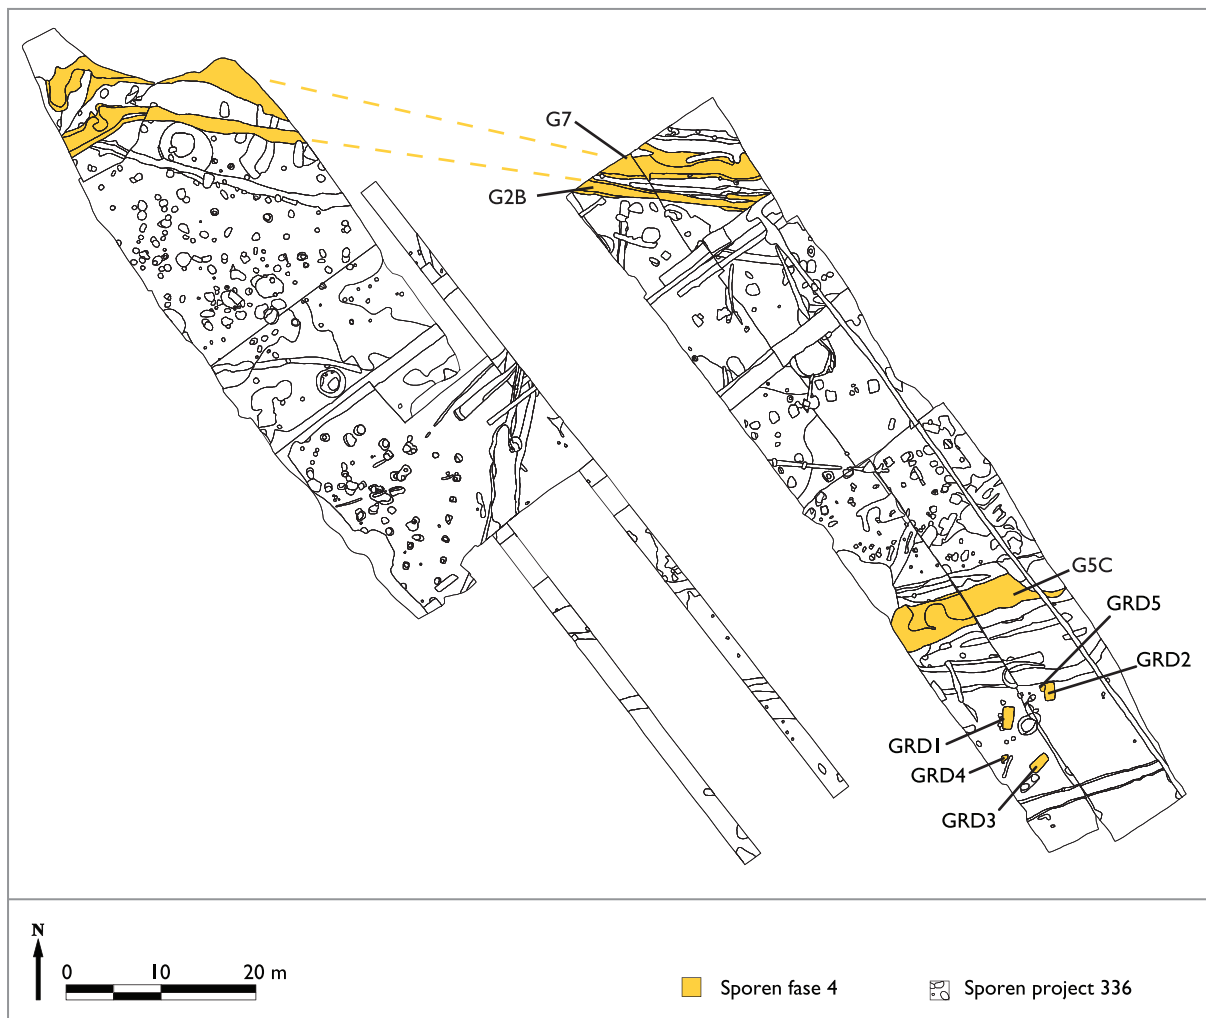 G7
G2B
G5C
GRD5
GRD2
GRD1
GRD4
GRD3
N
0 10 20 m
Sporen fase 4
Sporen project 336